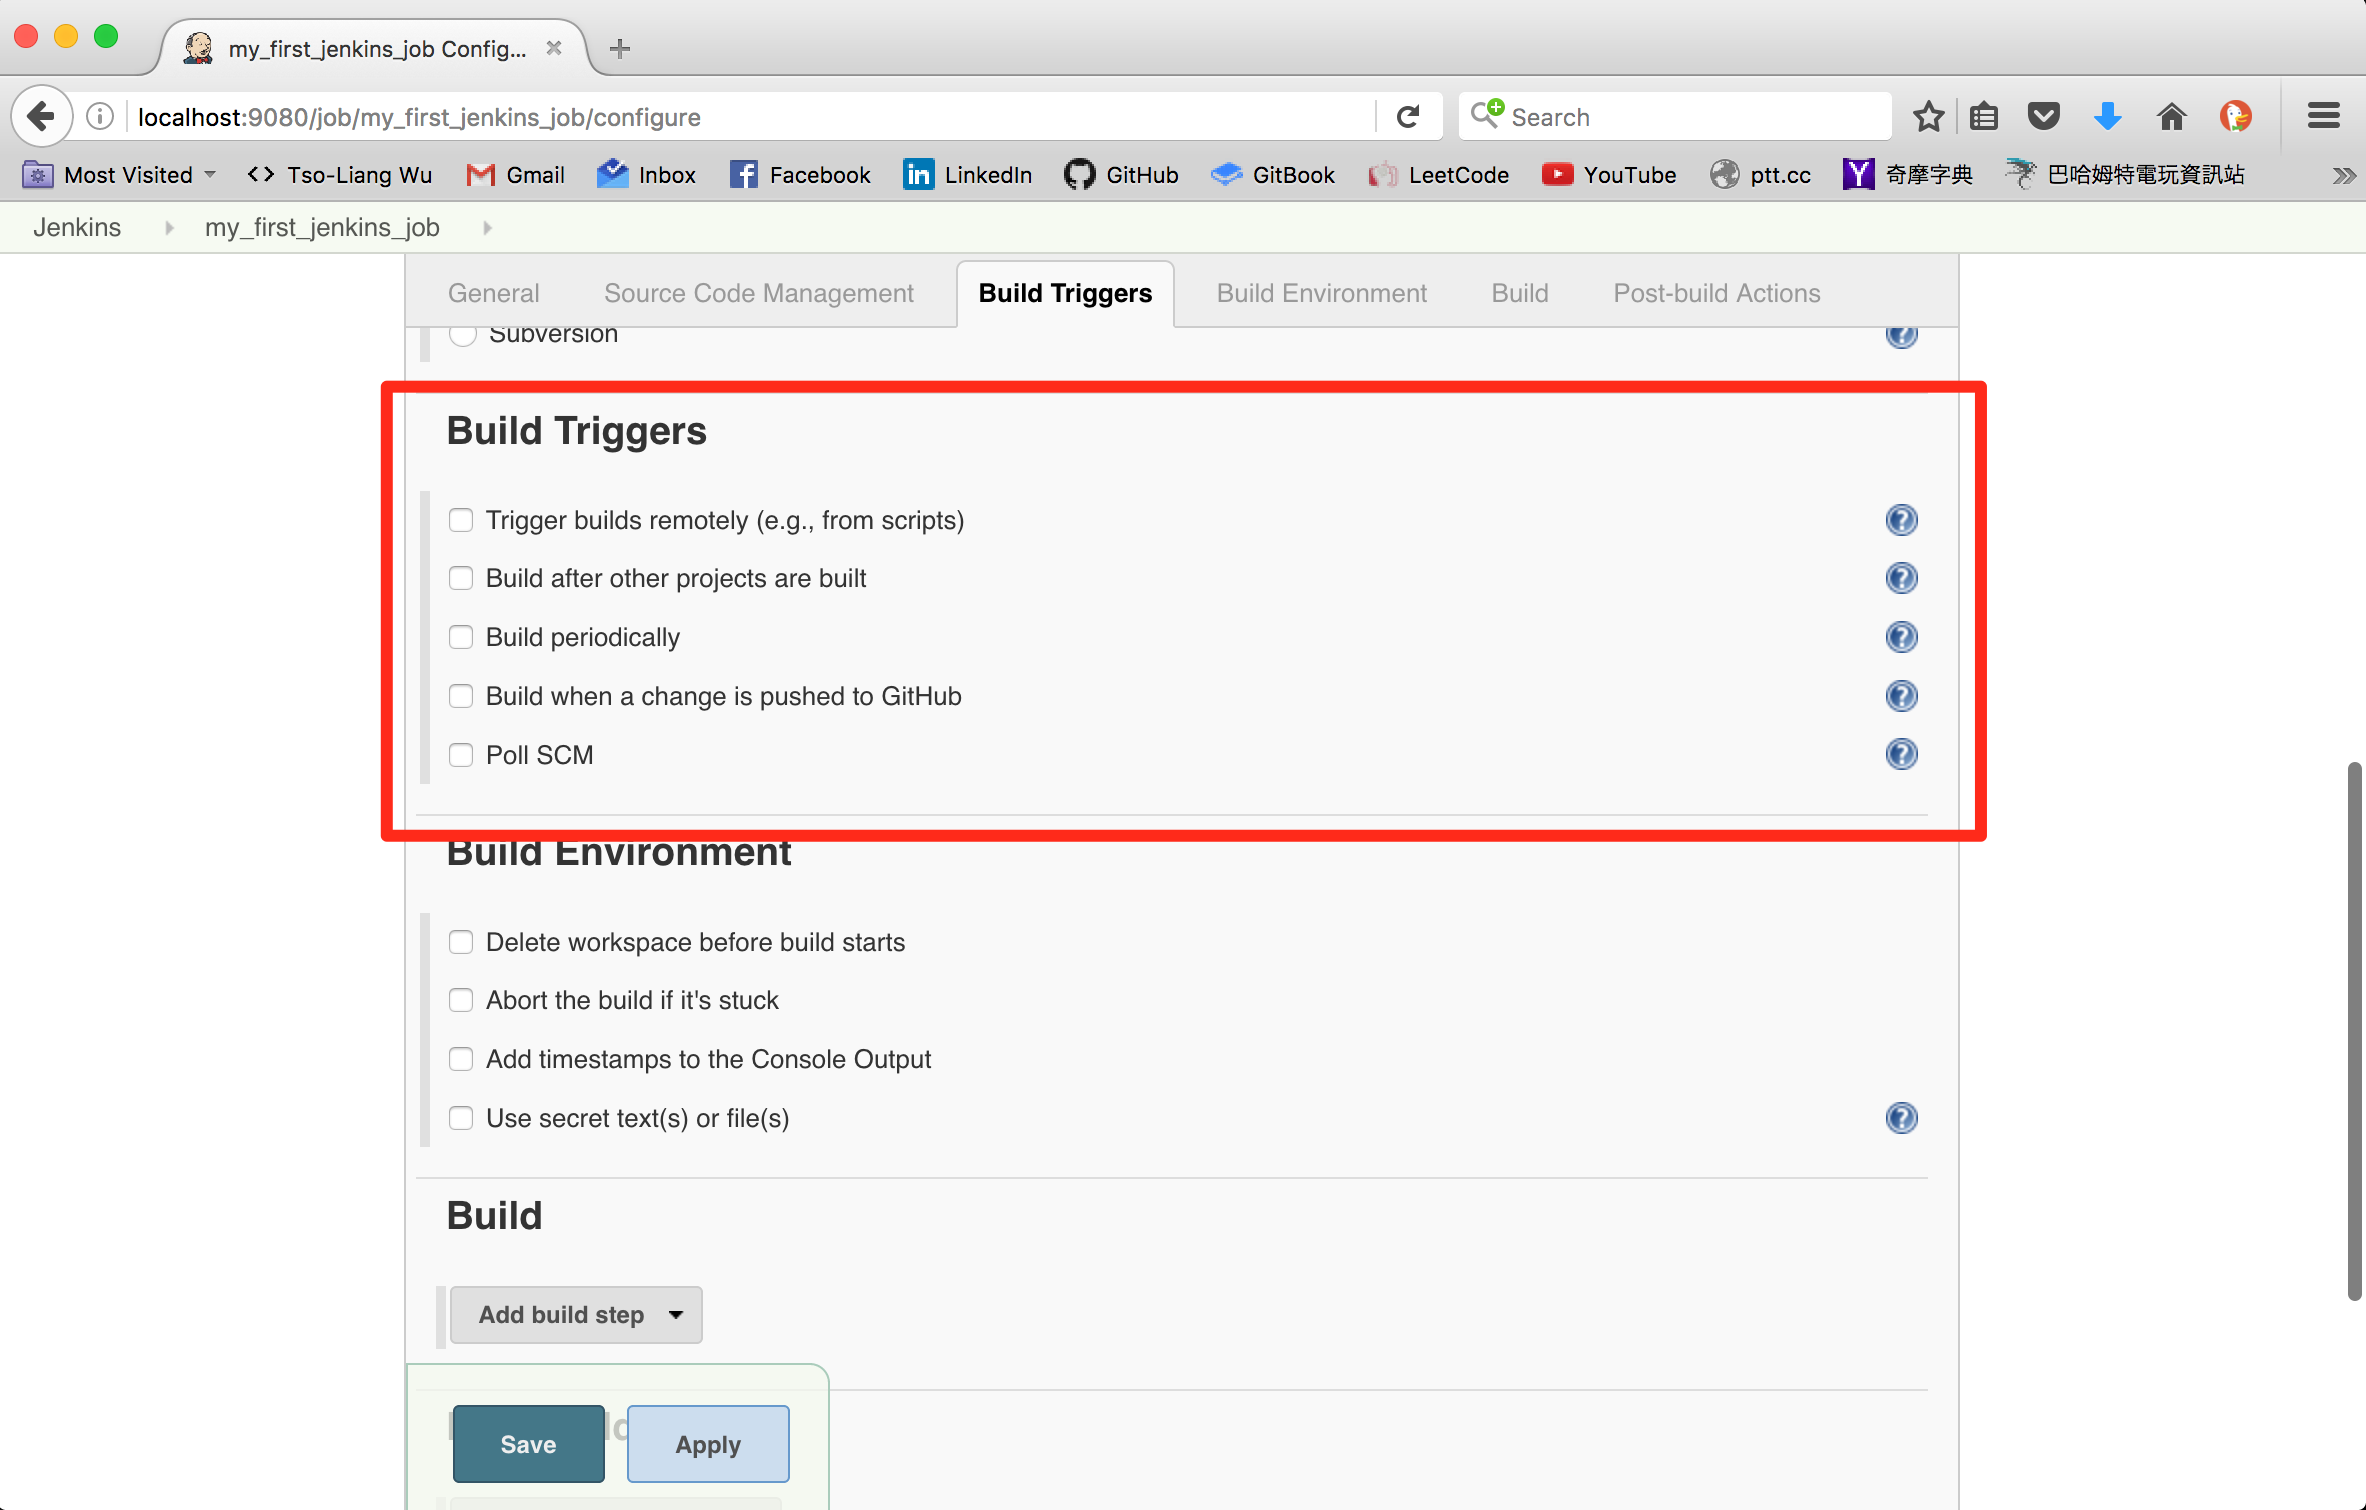 my_first_jenkins_job Config...
localhost:9080/job/my_first_jenkins_job/configure
Search
Most Visited
Tso-Liang Wu
Gmail
Inbox
Facebook
LinkedIn
GitHub
GitBook
LeetCode
YouTube
ptt.cc
奇摩字典
巴哈姆特電玩資訊站
Jenkins
my_first_jenkins_job
General
Source Code Management
Build Triggers
Build Environment
Build
Post-build Actions
Subversion
Build Triggers
Trigger builds remotely (e.g., from scripts)
Build after other projects are built
Build periodically
Build when a change is pushed to GitHub
Poll SCM
Build Environment
Delete workspace before build starts
Abort the build if it's stuck
Add timestamps to the Console Output
Use secret text(s) or file(s)
Build
Add build step
Save
Apply